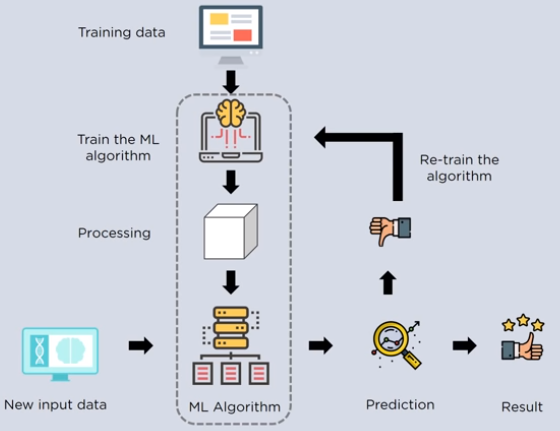 Training data
Train the ML
algorithm
Re-train the
algorithm
Processing
New input data
ML Algorithm
Prediction
Result